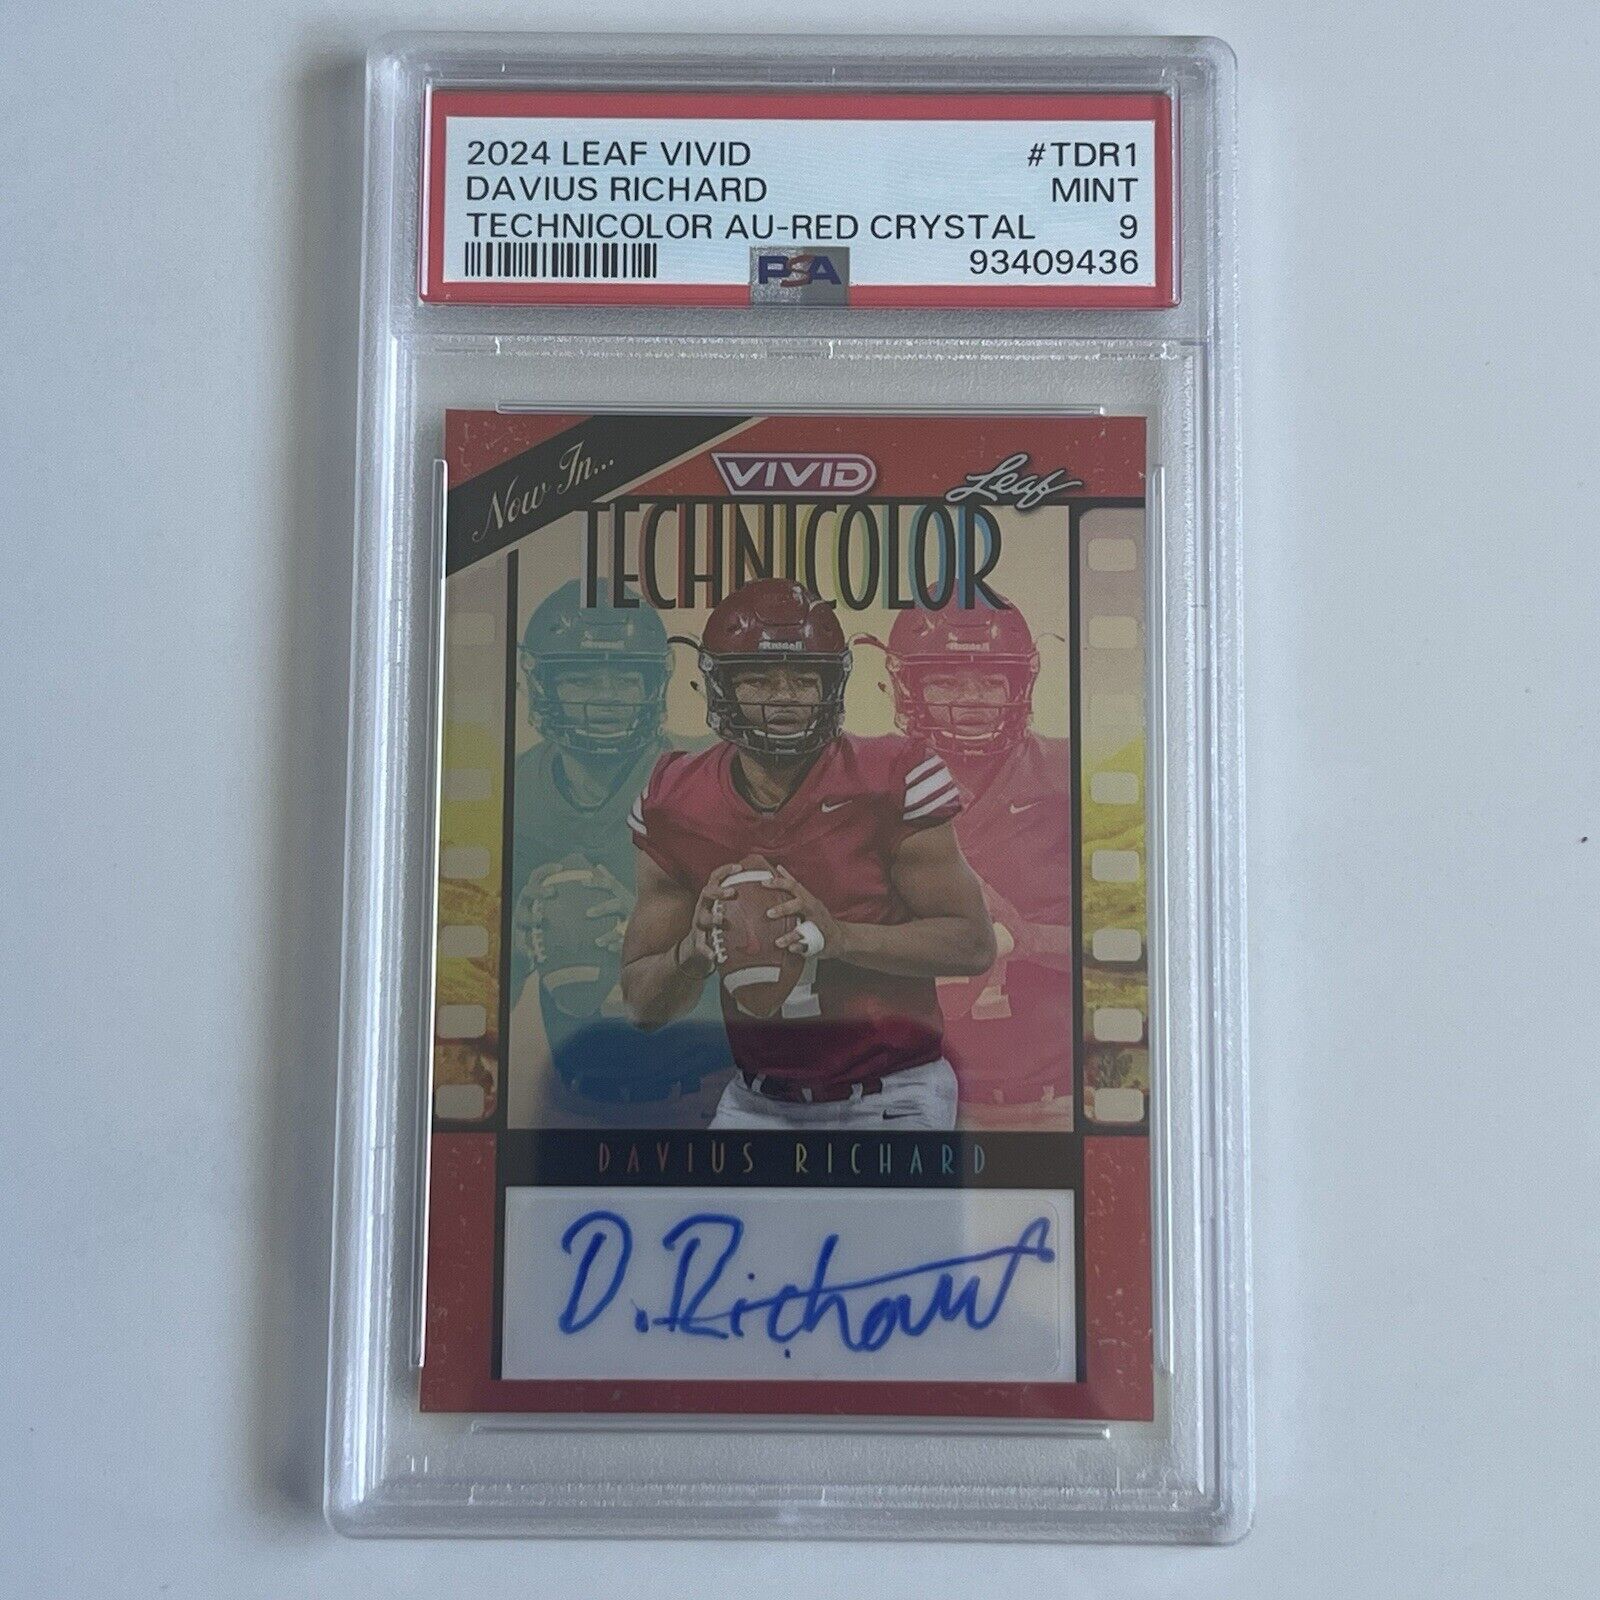 2024 LEAF VIVID #TDR1
DAVIUS RICHARD MINT
TECHNICOLOR AU-RED CRYSTAL 9
PSA 93409436
Now In...
VIVID
Leaf
TECHNICOLOR
Riddell
DAVIUS RICHARD
D. Richard